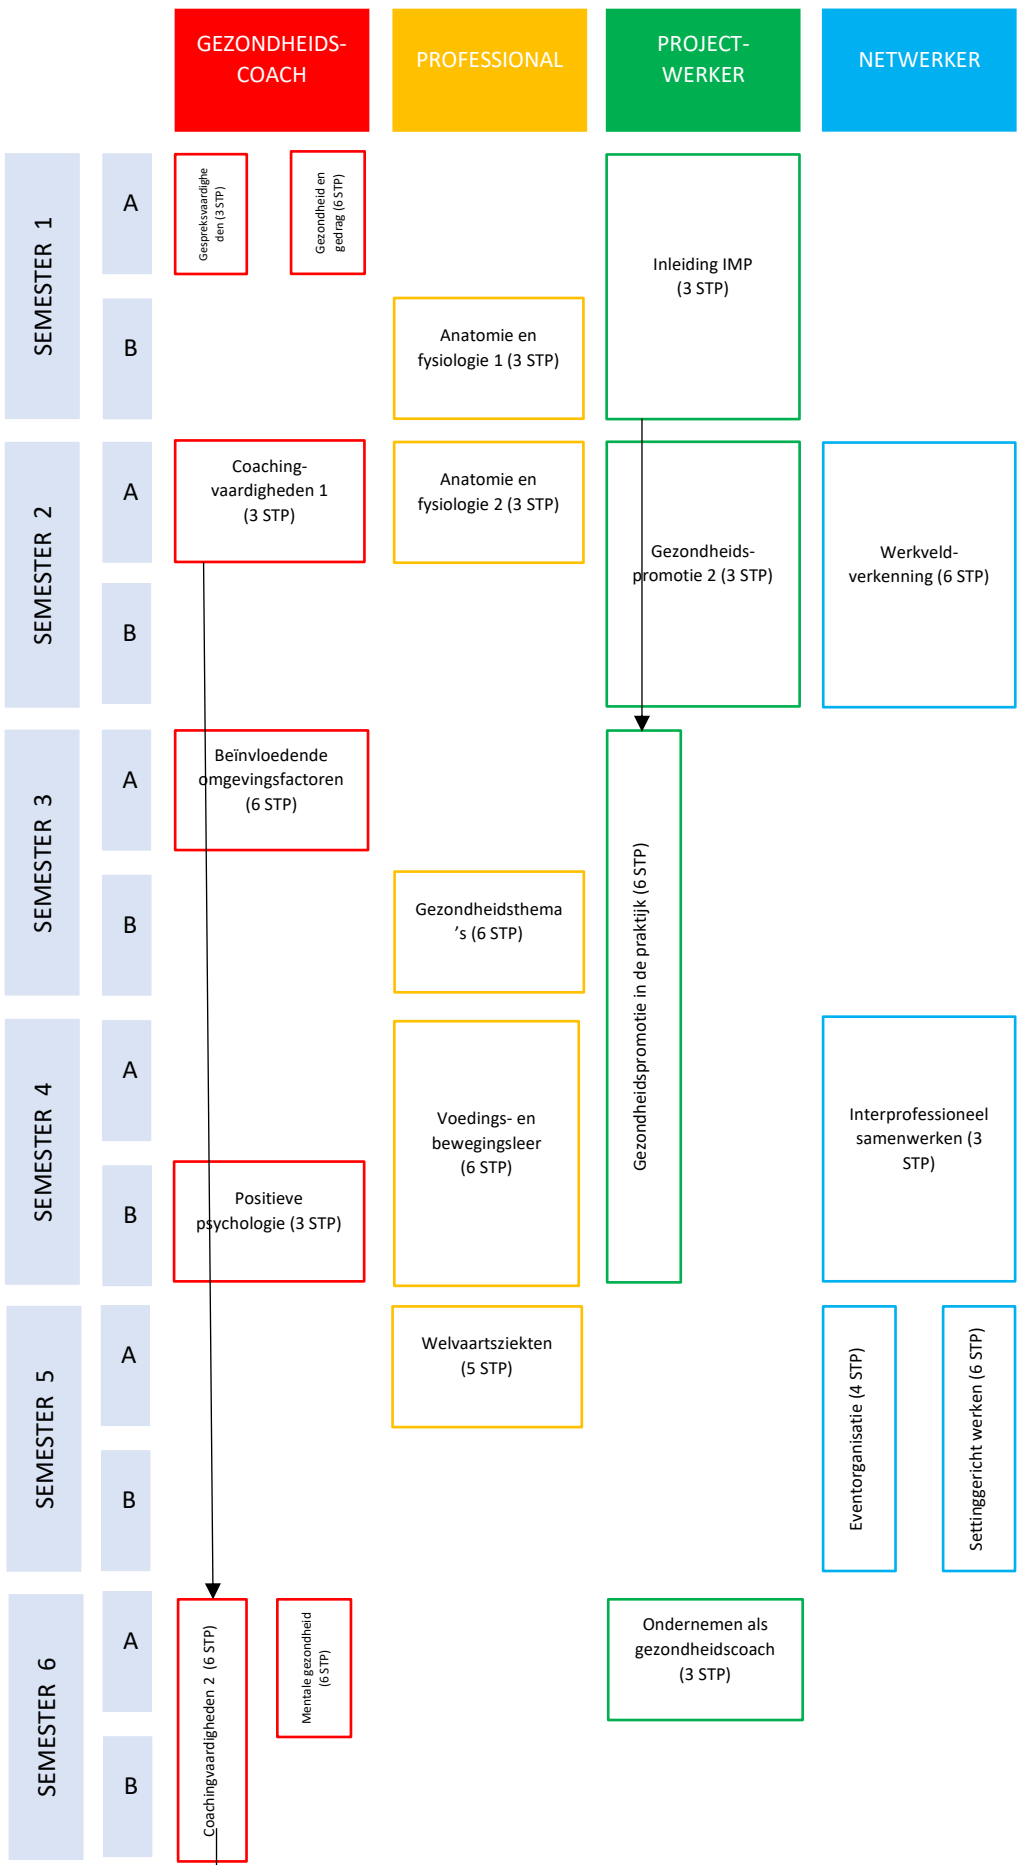 GEZONDHEIDS-
COACH
PROFESSIONAL
PROJECT-
WERKER
NETWERKER
SEMESTER 1
A
Gespreksvaardighe
den (3 STP)
Gezondheid en
gedrag (6 STP)
Inleiding IMP
(3 STP)
B
Anatomie en
fysiologie 1 (3 STP)
SEMESTER 2
A
Coaching-
vaardigheden 1
(3 STP)
Anatomie en
fysiologie 2 (3 STP)
Gezondheids-
promotie 2 (3 STP)
Werkveld-
verkenning (6 STP)
B
SEMESTER 3
A
Beïnvloedende
omgevingsfactoren
(6 STP)
Gezondheidspromotie in de praktijk (6 STP)
B
Gezondheidsthema
's (6 STP)
SEMESTER 4
A
Voedings- en
bewegingsleer
(6 STP)
Interprofessioneel
samenwerken (3
STP)
B
Positieve
psychologie (3 STP)
SEMESTER 5
A
Welvaartsziekten
(5 STP)
Eventorganisatie (4 STP)
Settinggericht werken (6 STP)
B
SEMESTER 6
A
Coachingvaardigheden 2 (6 STP)
Mentale gezondheid
(6 STP)
Ondernemen als
gezondheidscoach
(3 STP)
B